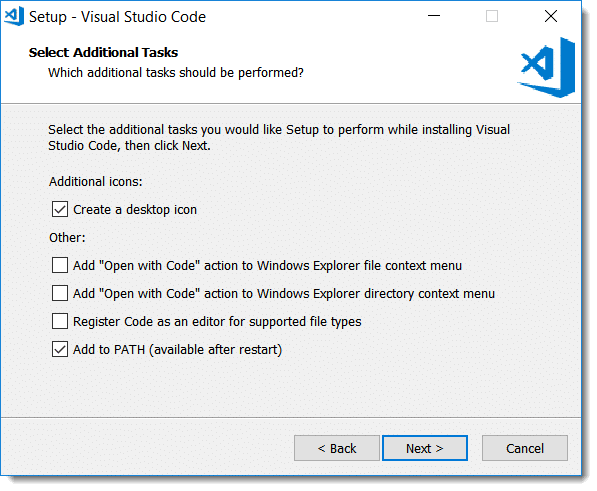 Setup - Visual Studio Code
Select Additional Tasks
Which additional tasks should be performed?
Select the additional tasks you would like Setup to perform while installing Visual
Studio Code, then click Next.
Additional icons:
Create a desktop icon
Other:
Add "Open with Code" action to Windows Explorer file context menu
Add "Open with Code" action to Windows Explorer directory context menu
Register Code as an editor for supported file types
Add to PATH (available after restart)
< Back
Next >
Cancel